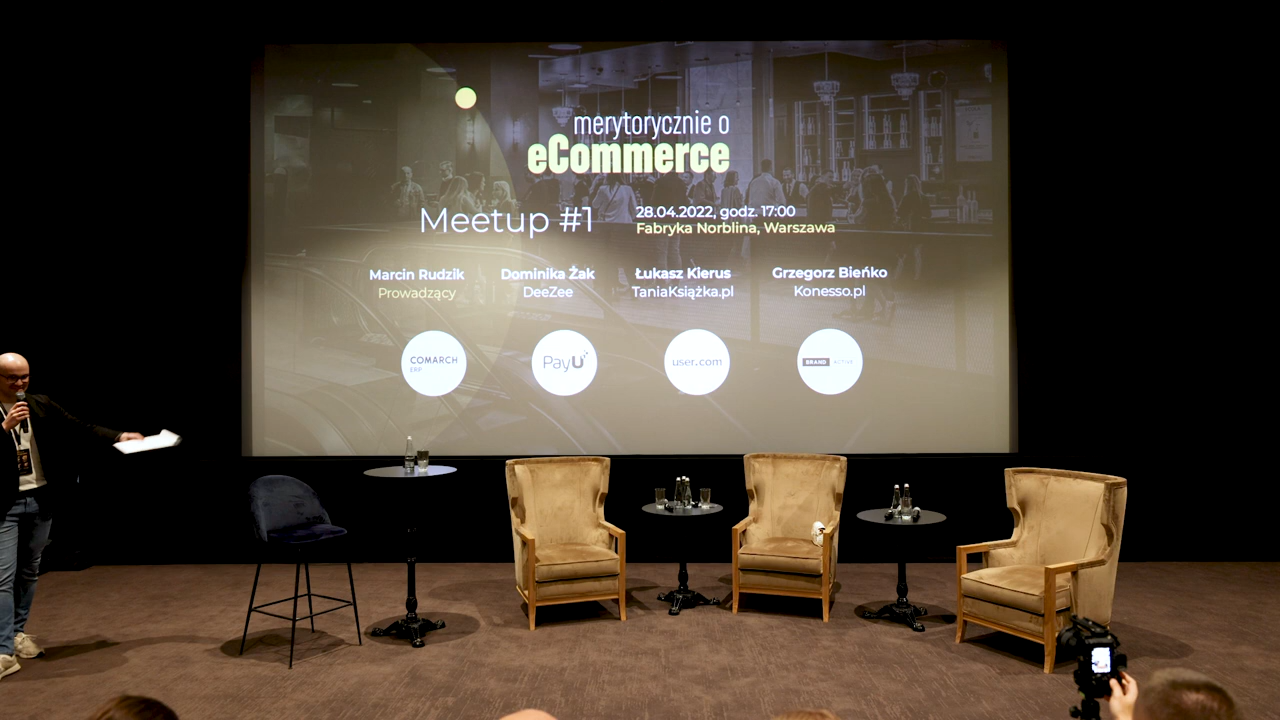 merytorycznie o
eCommerce
Meetup #1
28.04.2022, godz. 17:00
Fabryka Norblina, Warszawa
Marcin Rudzik
Prowadzący
Dominika Żak
DeeZee
Łukasz Kierus
TaniaKsiążka.pl
Grzegorz Bieńko
Konesso.pl
COMARCH
ERP
PayU
user.com
BRAND ACTIVE